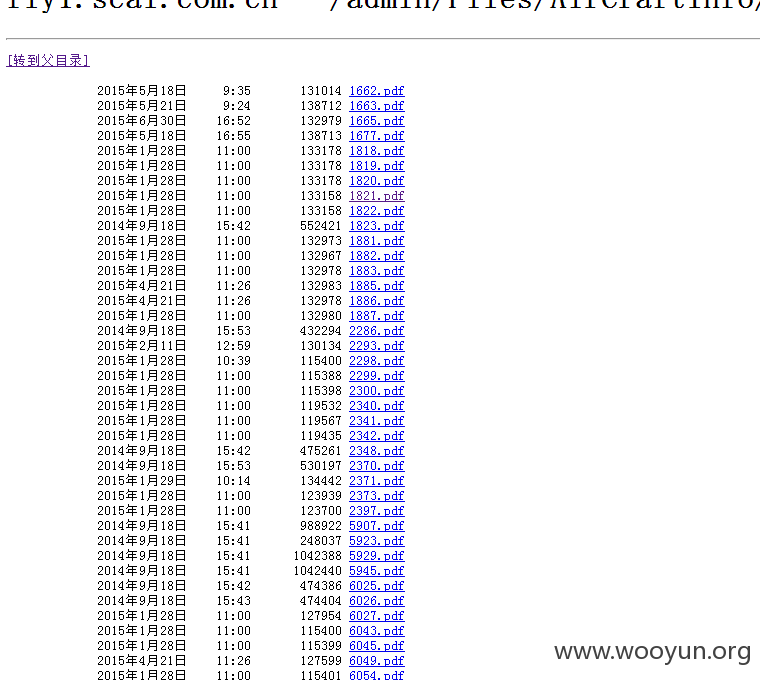 [转到父目录]
2015年5月18日 9:35 131014 1662.pdf
2015年5月21日 9:24 138712 1663.pdf
2015年6月30日 16:52 132979 1665.pdf
2015年5月18日 16:55 138713 1677.pdf
2015年1月28日 11:00 133178 1818.pdf
2015年1月28日 11:00 133178 1819.pdf
2015年1月28日 11:00 133178 1820.pdf
2015年1月28日 11:00 133158 1821.pdf
2015年1月28日 11:00 133158 1822.pdf
2014年9月18日 15:42 552421 1823.pdf
2015年1月28日 11:00 132973 1881.pdf
2015年1月28日 11:00 132967 1882.pdf
2015年1月28日 11:00 132978 1883.pdf
2015年4月21日 11:26 132983 1885.pdf
2015年4月21日 11:26 132978 1886.pdf
2015年1月28日 11:00 132980 1887.pdf
2014年9月18日 15:53 432294 2286.pdf
2015年2月11日 12:59 130134 2293.pdf
2015年1月28日 10:39 115400 2298.pdf
2015年1月28日 11:00 115388 2299.pdf
2015年1月28日 11:00 115398 2300.pdf
2015年1月28日 11:00 119532 2340.pdf
2015年1月28日 11:00 119567 2341.pdf
2015年1月28日 11:00 119435 2342.pdf
2014年9月18日 15:42 475261 2348.pdf
2014年9月18日 15:53 530197 2370.pdf
2015年1月29日 10:14 134442 2371.pdf
2015年1月28日 11:00 123939 2373.pdf
2015年1月28日 11:00 123700 2397.pdf
2014年9月18日 15:41 988922 5907.pdf
2014年9月18日 15:41 248037 5923.pdf
2014年9月18日 15:41 1042388 5929.pdf
2014年9月18日 15:41 1042440 5945.pdf
2014年9月18日 15:42 474386 6025.pdf
2014年9月18日 15:43 474404 6026.pdf
2015年1月28日 11:00 127954 6027.pdf
2015年1月28日 11:00 115400 6043.pdf
2015年1月28日 11:00 115399 6045.pdf
2015年4月21日 11:26 127599 6049.pdf
2015年1月28日 11:00 115401 6054.pdf
www.wooyun.org